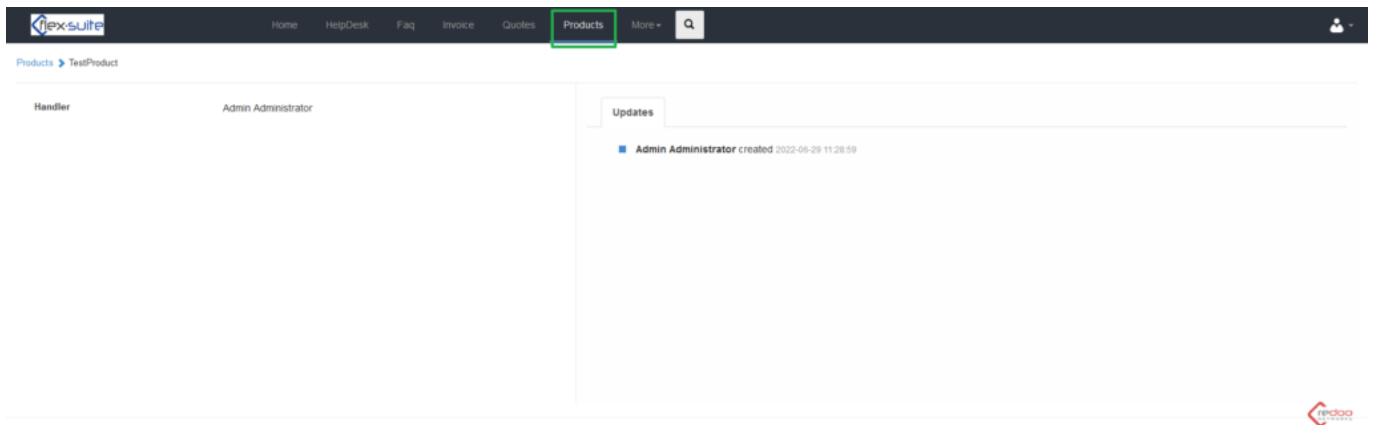 flex-suite Home HelpDesk Faq Invoice Quotes Products More
Products TestProduct
Handler Admin Administrator
Updates
Admin Administrator created 2022-06-29 11:28:59
redoo
NETWORKS